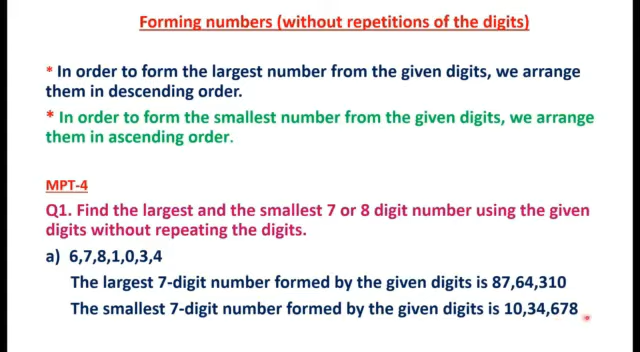 Forming numbers (without repetitions of the digits)
* In order to form the largest number from the given digits, we arrange
them in descending order.
* In order to form the smallest number from the given digits, we arrange
them in ascending order.
MPT-4
Q1. Find the largest and the smallest 7 or 8 digit number using the given
digits without repeating the digits.
a) 6,7,8,1,0,3,4
The largest 7-digit number formed by the given digits is 87,64,310
The smallest 7-digit number formed by the given digits is 10,34,678